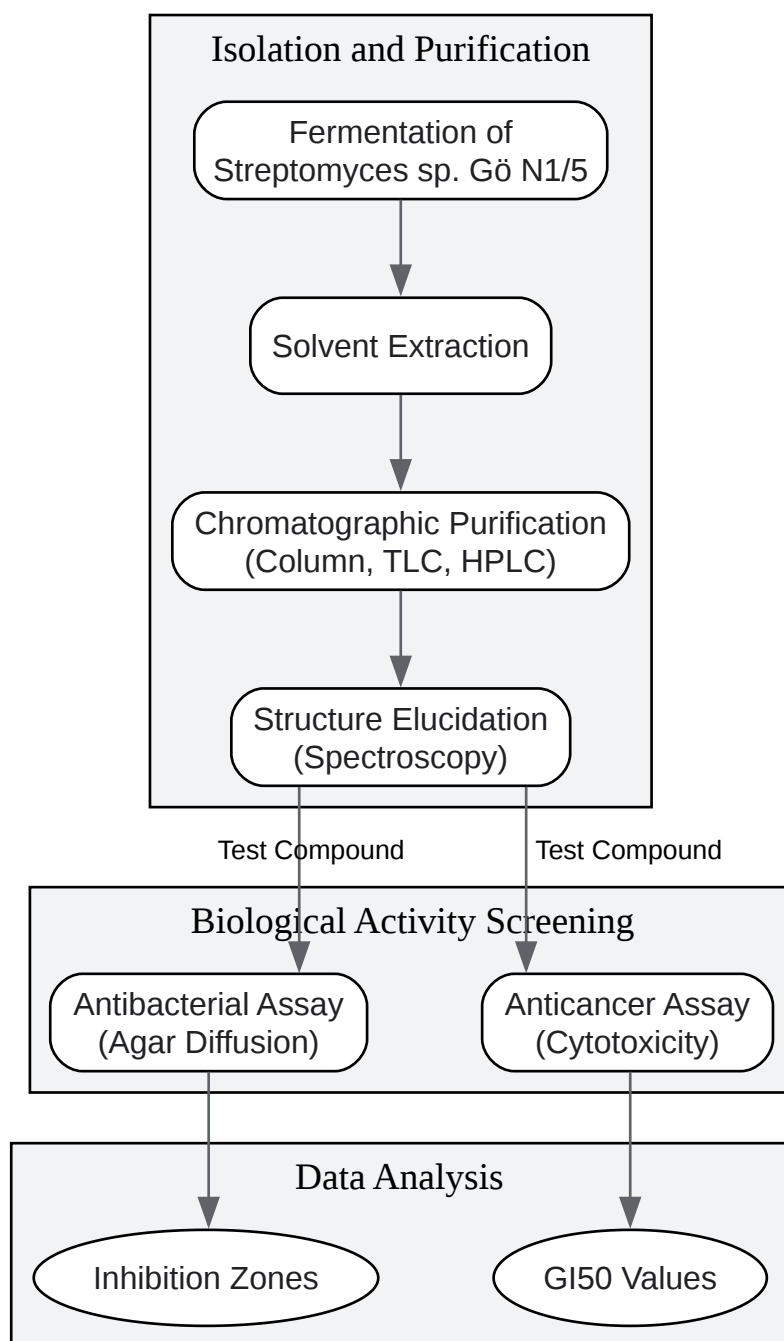 Isolation and Purification
Fermentation of
Streptomyces sp. Gö N1/5
Solvent Extraction
Chromatographic Purification
(Column, TLC, HPLC)
Structure Elucidation
(Spectroscopy)
Test Compound
Test Compound
Biological Activity Screening
Antibacterial Assay
(Agar Diffusion)
Anticancer Assay
(Cytotoxicity)
Data Analysis
Inhibition Zones
GI50 Values